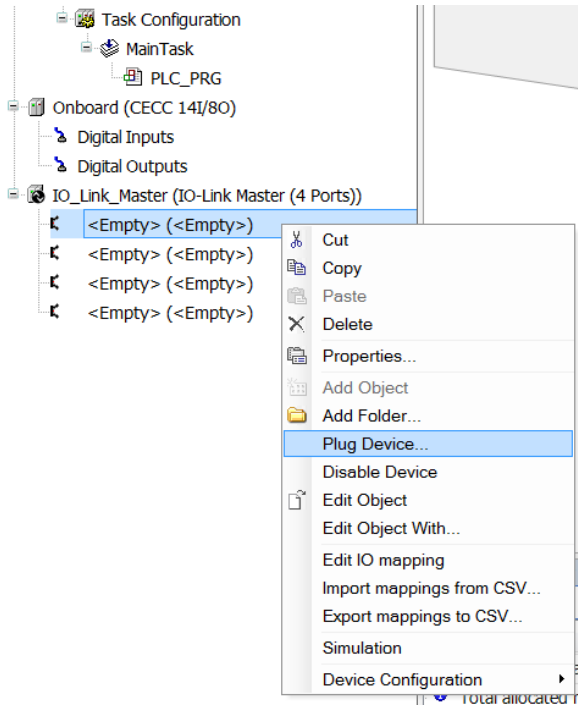 Task Configuration
MainTask
PLC_PRG
Onboard (CECC 14I/8O)
Digital Inputs
Digital Outputs
IO_Link_Master (IO-Link Master (4 Ports))
<Empty> (<Empty>)
<Empty> (<Empty>)
<Empty> (<Empty>)
<Empty> (<Empty>)
Cut
Copy
Paste
Delete
Properties...
Add Object
Add Folder...
Plug Device...
Disable Device
Edit Object
Edit Object With...
Edit IO mapping
Import mappings from CSV...
Export mappings to CSV...
Simulation
Device Configuration
Total allocated